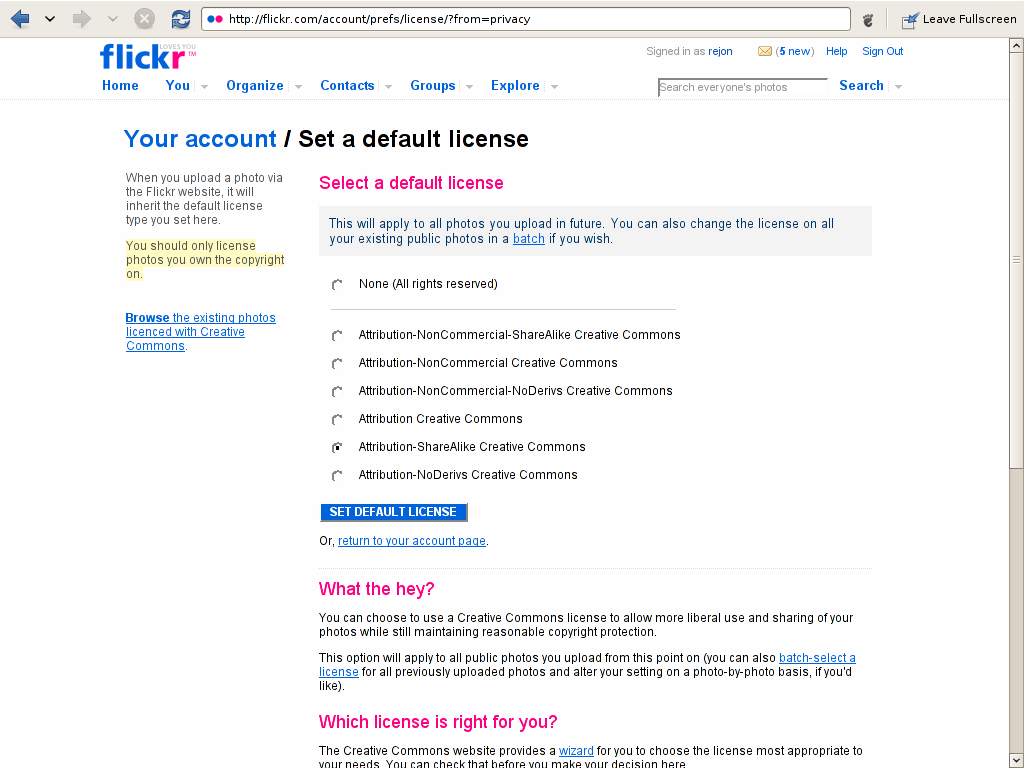 http://flickr.com/account/prefs/license/?from=privacy
Leave Fullscreen
LOVES YOU
flickr™
Signed in as rejon (5 new) Help Sign Out
Home You Organize Contacts Groups Explore Search everyone's photos Search
Your account / Set a default license
When you upload a photo via
the Flickr website, it will
inherit the default license
type you set here.
You should only license
photos you own the copyright
on.
Browse the existing photos
licenced with Creative
Commons.
Select a default license
This will apply to all photos you upload in future. You can also change the license on all
your existing public photos in a batch if you wish.
None (All rights reserved)
Attribution-NonCommercial-ShareAlike Creative Commons
Attribution-NonCommercial Creative Commons
Attribution-NonCommercial-NoDerivs Creative Commons
Attribution Creative Commons
Attribution-ShareAlike Creative Commons
Attribution-NoDerivs Creative Commons
SET DEFAULT LICENSE
Or, return to your account page.
What the hey?
You can choose to use a Creative Commons license to allow more liberal use and sharing of your
photos while still maintaining reasonable copyright protection.
This option will apply to all public photos you upload from this point on (you can also batch-select a
license for all previously uploaded photos and alter your setting on a photo-by-photo basis, if you'd
like).
Which license is right for you?
The Creative Commons website provides a wizard for you to choose the license most appropriate to
your needs. You can check that before you make your decision here